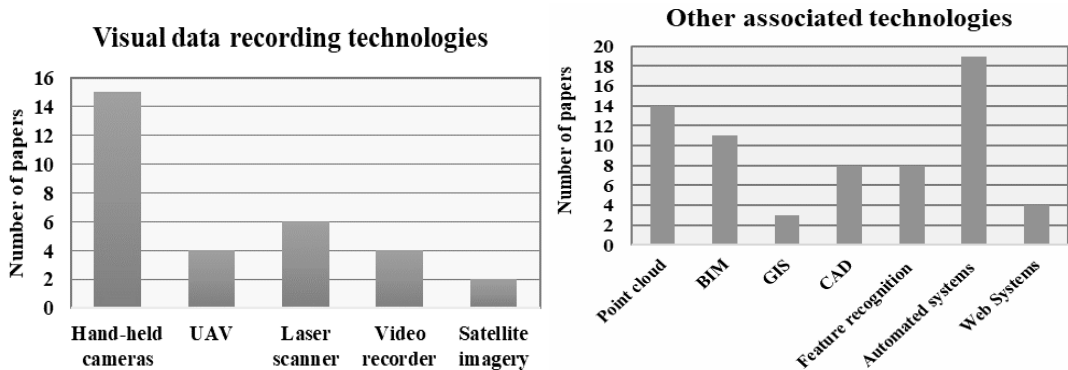 Visual data recording technologies
Number of papers
16
14
12
10
8
6
4
2
0
Hand-held cameras
UAV
Laser scanner
Video recorder
Satellite imagery
Other associated technologies
Number of papers
20
18
16
14
12
10
8
6
4
2
0
Point cloud
BIM
GIS
CAD
Feature recognition
Automated systems
Web Systems